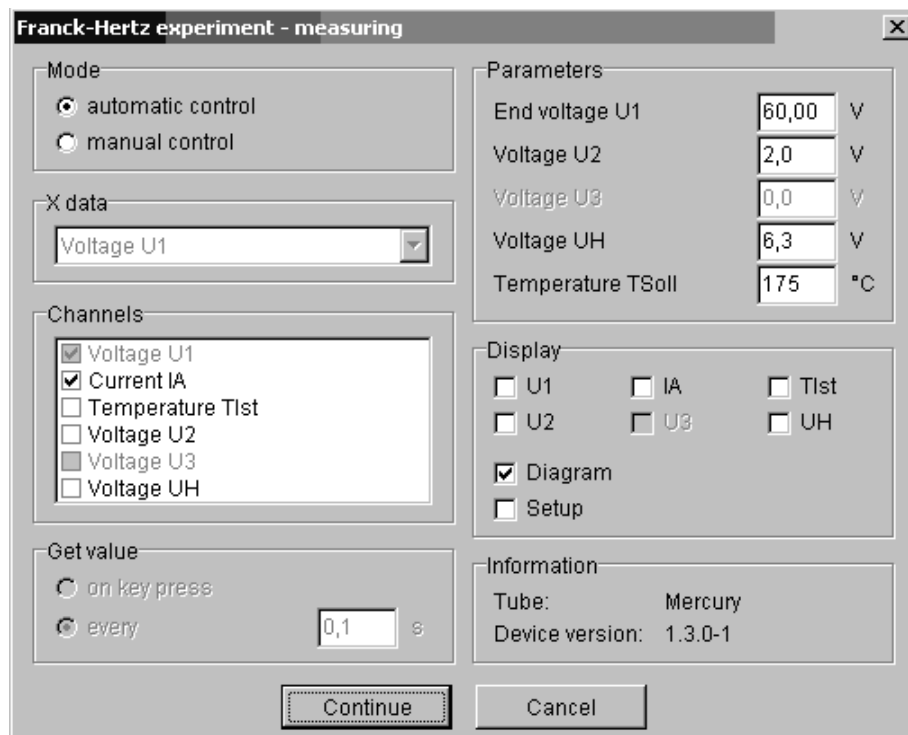 Franck-Hertz experiment - measuring
Mode
automatic control
manual control
X data
Voltage U1
Channels
Voltage U1
Current IA
Temperature TIst
Voltage U2
Voltage U3
Voltage UH
Get value
on key press
every 0,1 s
Parameters
End voltage U1 60,00 V
Voltage U2 2,0 V
Voltage U3 0,0 V
Voltage UH 6,3 V
Temperature TSoll 175 °C
Display
U1 IA TIst
U2 U3 UH
Diagram
Setup
Information
Tube: Mercury
Device version: 1.3.0-1
Continue Cancel